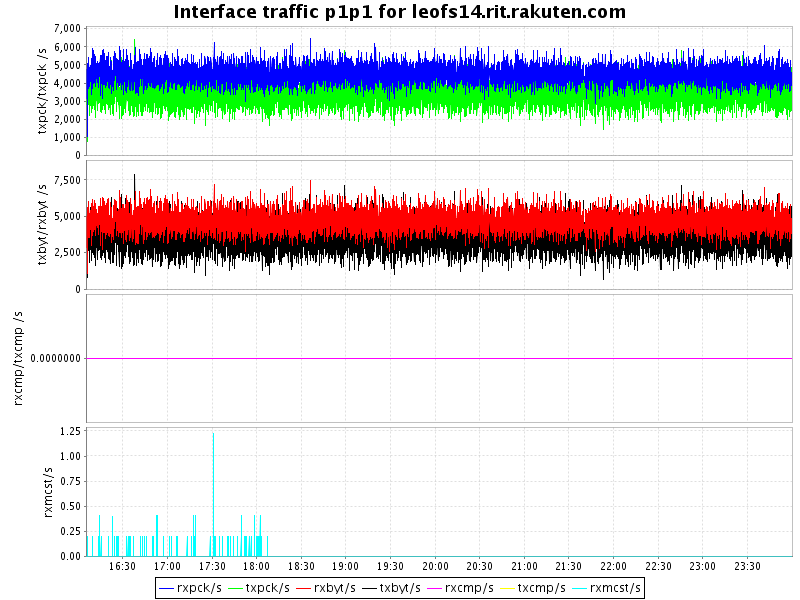 Interface traffic p1p1 for leofs14.rit.rakuten.com
txpck/txpck /s
7,000
6,000
5,000
4,000
3,000
2,000
1,000
0
txbyt/rxbyt /s
7,500
5,000
2,500
0
rxcmp/txcmp /s
0.0000000
rxmcst/s
1.25
1.00
0.75
0.50
0.25
0.00
16:30 17:00 17:30 18:00 18:30 19:00 19:30 20:00 20:30 21:00 21:30 22:00 22:30 23:00 23:30
rxpck/s txpck/s rxbyt/s txbyt/s rxcmp/s txcmp/s rxmcst/s